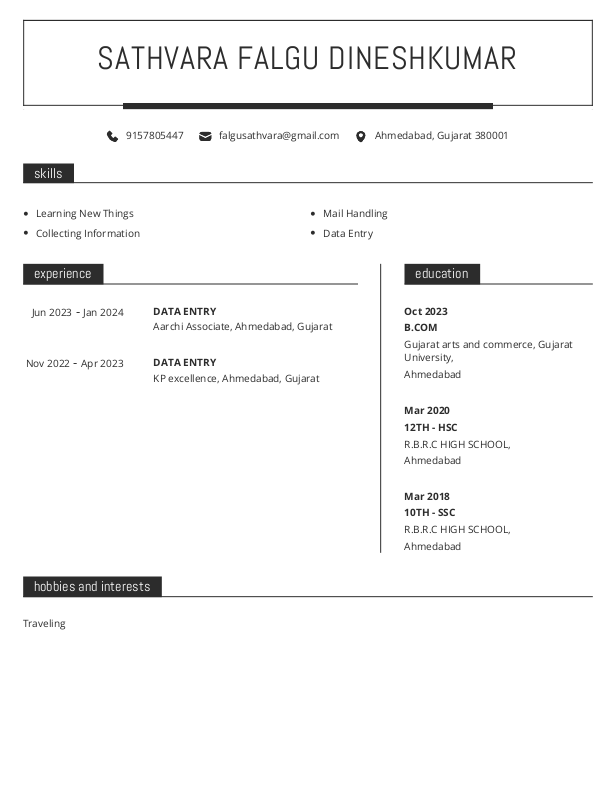 SATHVARA FALGU DINESHKUMAR
9157805447 falgusathvara@gmail.com Ahmedabad, Gujarat 380001
skills
• Learning New Things
• Collecting Information
• Mail Handling
• Data Entry
experience
Jun 2023 - Jan 2024
DATA ENTRY
Aarchi Associate, Ahmedabad, Gujarat
Nov 2022 - Apr 2023
DATA ENTRY
KP excellence, Ahmedabad, Gujarat
education
Oct 2023
B.COM
Gujarat arts and commerce, Gujarat
University,
Ahmedabad
Mar 2020
12TH - HSC
R.B.R.C HIGH SCHOOL,
Ahmedabad
Mar 2018
10TH - SSC
R.B.R.C HIGH SCHOOL,
Ahmedabad
hobbies and interests
Traveling